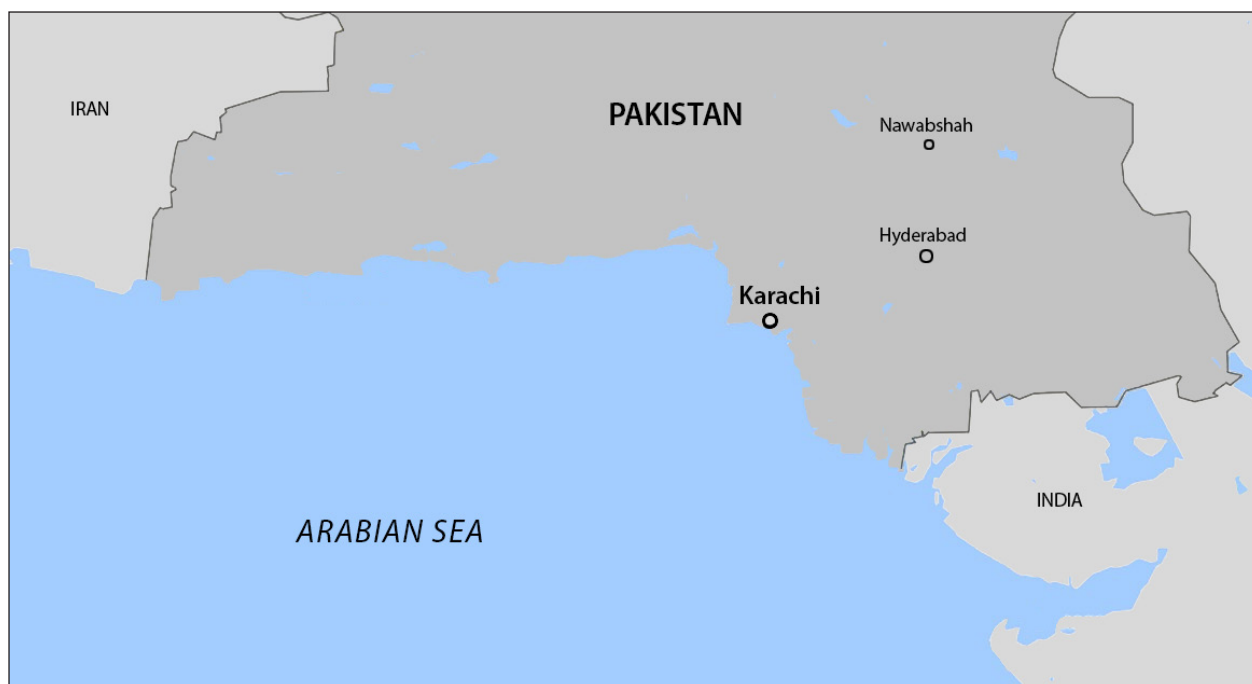 IRAN
PAKISTAN
Nawabshah
Hyderabad
Karachi
INDIA
ARABIAN SEA